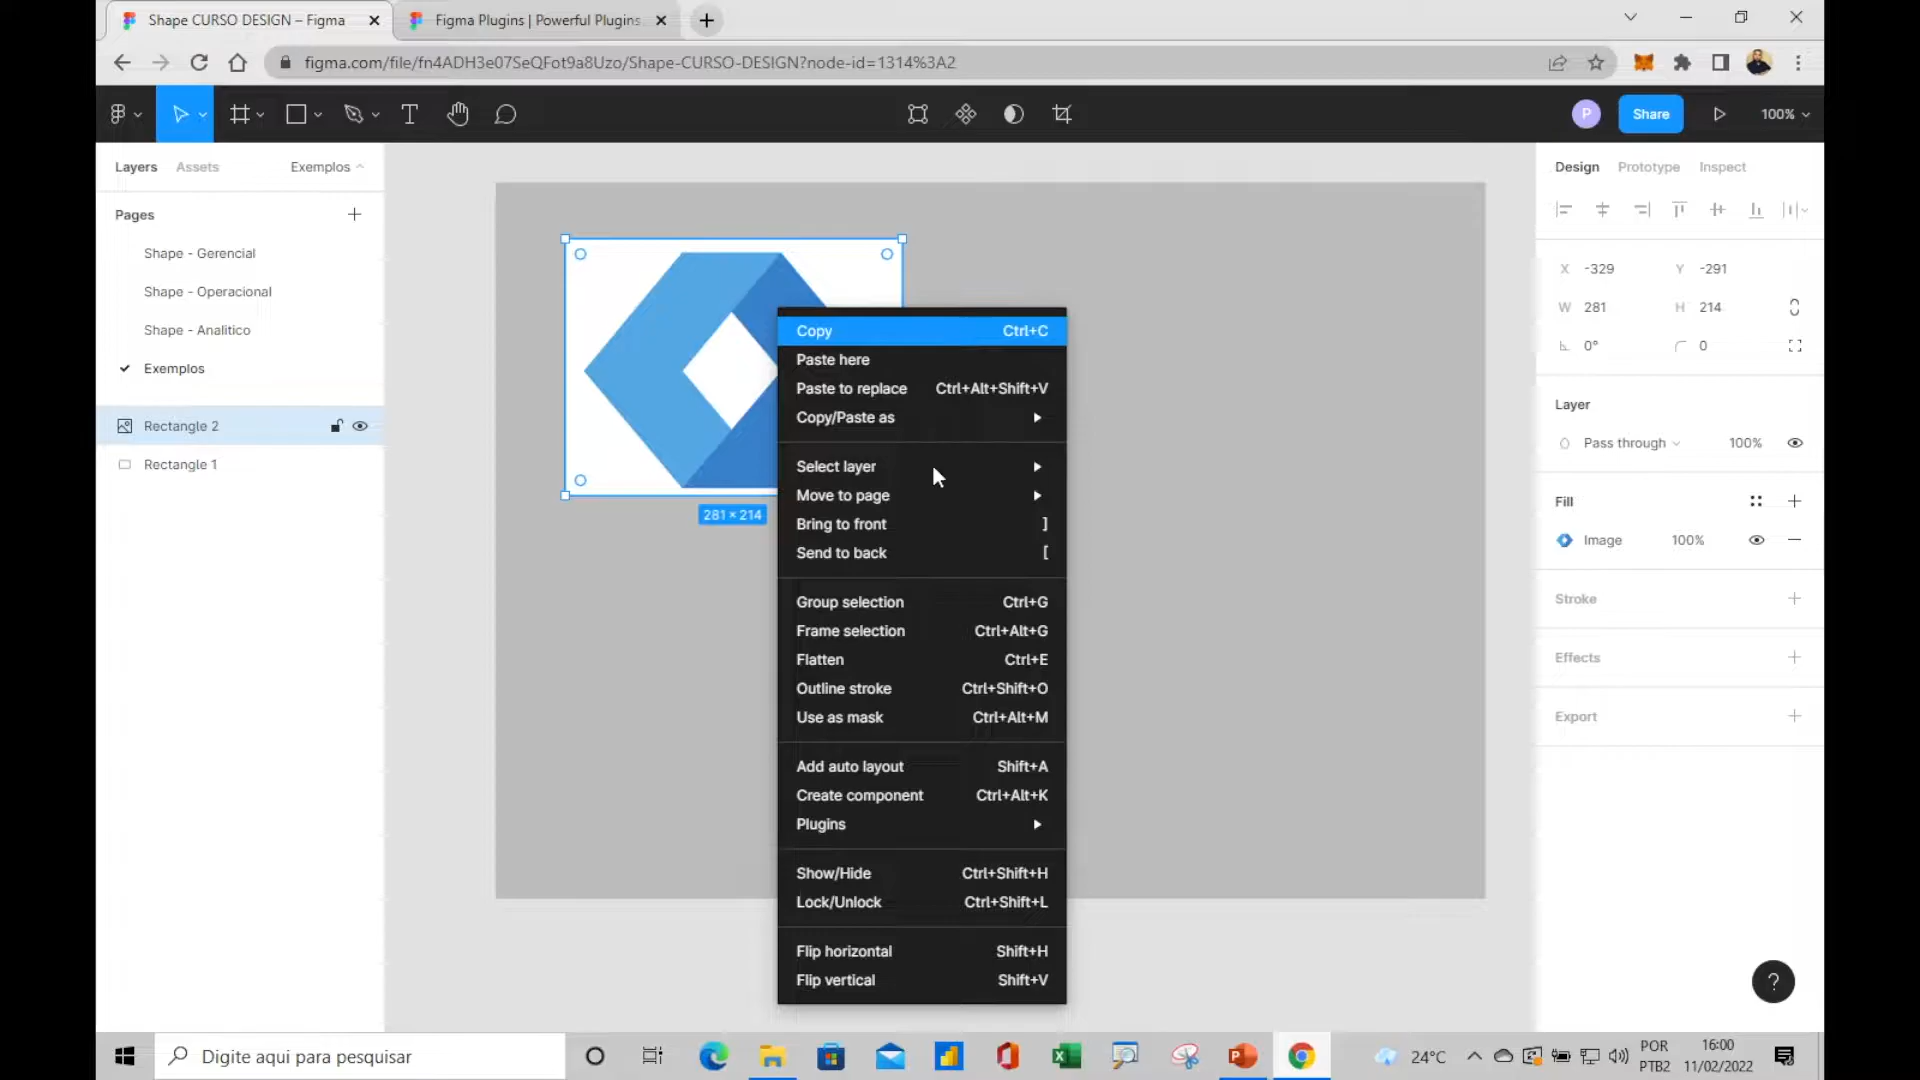 Shape CURSO DESIGN – Figma
Figma Plugins | Powerful Plugins
figma.com/file/fn4ADH3e07SeQFot9a8Uzo/Shape-CURSO-DESIGN?node-id=1314%3A2
P
Share
100%
Layers
Assets
Exemplos
Design
Prototype
Inspect
Pages
Shape - Gerencial
Shape - Operacional
Shape - Analitico
Exemplos
Rectangle 2
Rectangle 1
281 × 214
Copy Ctrl+C
Paste here
Paste to replace Ctrl+Alt+Shift+V
Copy/Paste as
Select layer
Move to page
Bring to front ]
Send to back [
Group selection Ctrl+G
Frame selection Ctrl+Alt+G
Flatten Ctrl+E
Outline stroke Ctrl+Shift+O
Use as mask Ctrl+Alt+M
Add auto layout Shift+A
Create component Ctrl+Alt+K
Plugins
Show/Hide Ctrl+Shift+H
Lock/Unlock Ctrl+Shift+L
Flip horizontal Shift+H
Flip vertical Shift+V
X -329 Y -291
W 281 H 214
0° 0
Layer
Pass through 100%
Fill
Image 100%
Stroke
Effects
Export
?
Digite aqui para pesquisar
24°C
POR
PTB2
16:00
11/02/2022